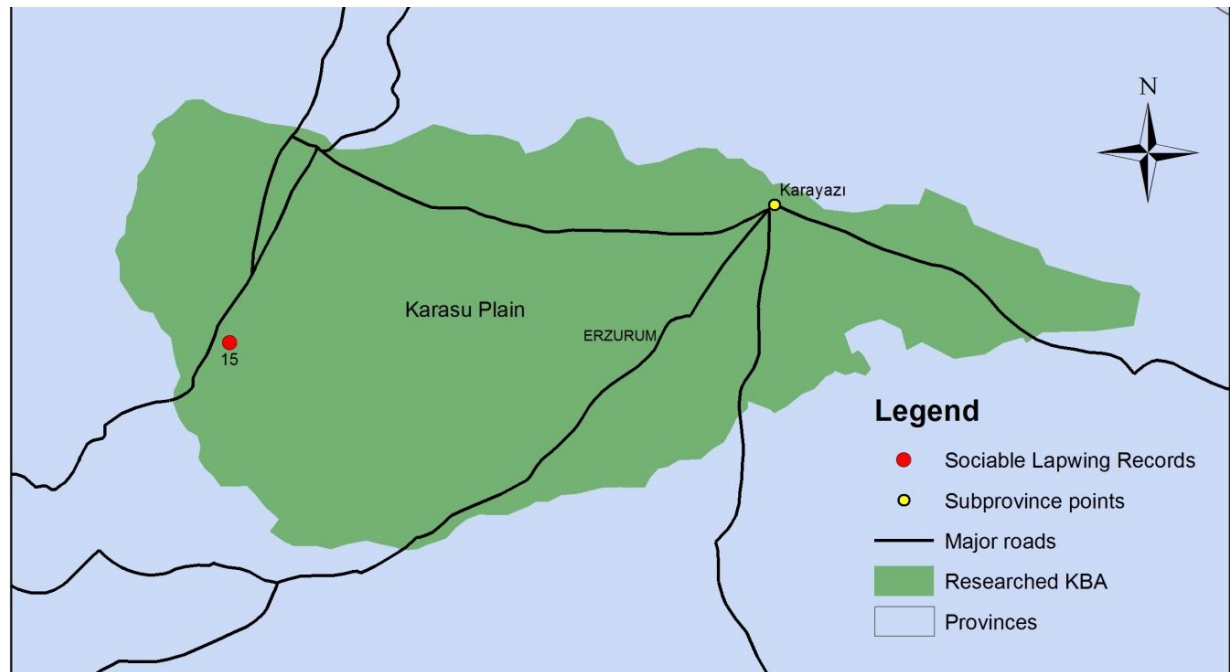 N
Karayazı
Karasu Plain
ERZURUM
15
Legend
Sociable Lapwing Records
Subprovince points
Major roads
Researched KBA
Provinces